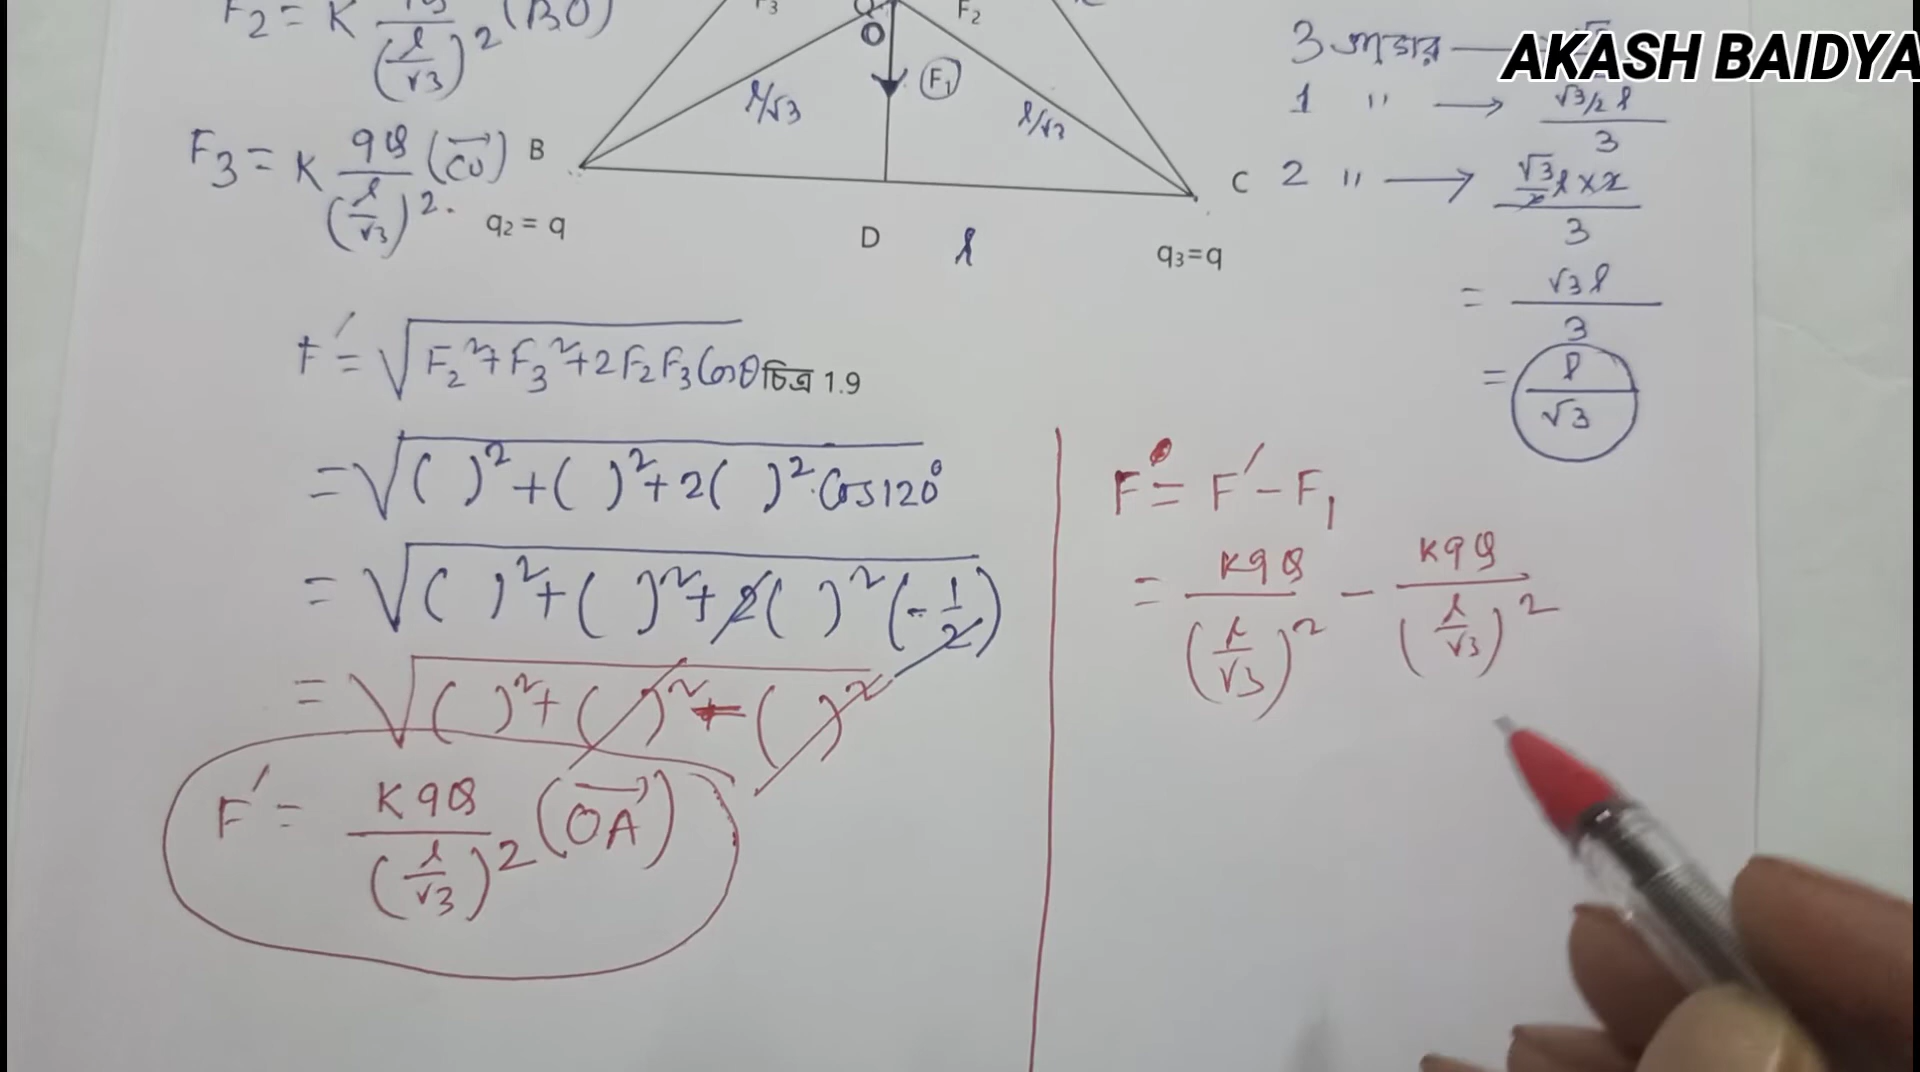 F₂ = K (l/√3)² (BO)
F₃ = K qQ/(l/√3)² (CO)
F₃
F₂
O
F₁
l/√3
l/√3
B
C
q₂ = q
D
l
q₃=q
AKASH BAIDYA
3
1 " → √3/2 l / 3
2 " → √3/2 l × 2 / 3
= √3 l / 3
= l / √3
F′ = √F₂² + F₃² + 2F₂F₃ Cosθ
চিত্র 1.9
= √( )² + ( )² + 2( )² · Cos120°
= √( )² + ( )² + 2( )² (-1/2)
= √( )² + ( )² - ( )²
F′ = KqQ/(l/√3)² (OA)
F = F′ - F₁
= KqQ/(l/√3)² - KqQ/(l/√3)²